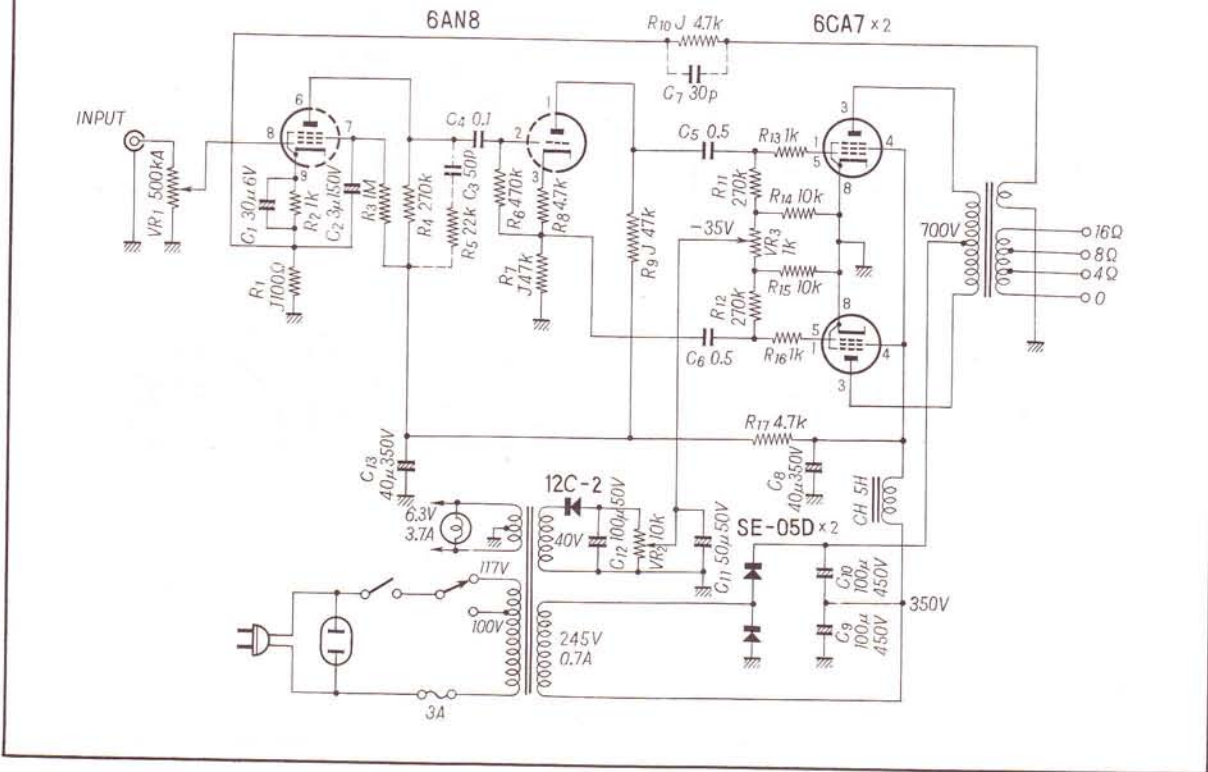 6AN8
R10 J 4.7k
6CA7 ×2
C7 30p
INPUT
VR1 500kA
6
8
7
9
C1 30μ 6V
R2 1k
C2 3μ 150V
R3 1M
R1
J100Ω
R4 270k
C4 0.1
C3 50P
R5 22k
1
2
3
R6 470k
R8 4.7k
R7
J47k
R9 J 47k
C5 0.5
R13 1k
R11
270k
R14 10k
-35V
VR3
1k
R15 10k
R12
270k
C6 0.5
R16 1k
3
1
5
4
8
8
5
1
4
3
700V
16Ω
8Ω
4Ω
0
R17 4.7k
C13
40μ350V
C8
40μ350V
CH 5H
12C-2
6.3V
3.7A
40V
C12 100μ50V
VR2 10k
C11 50μ50V
SE-05D ×2
C10
100μ
450V
350V
C9
100μ
450V
117V
100V
245V
0.7A
3A